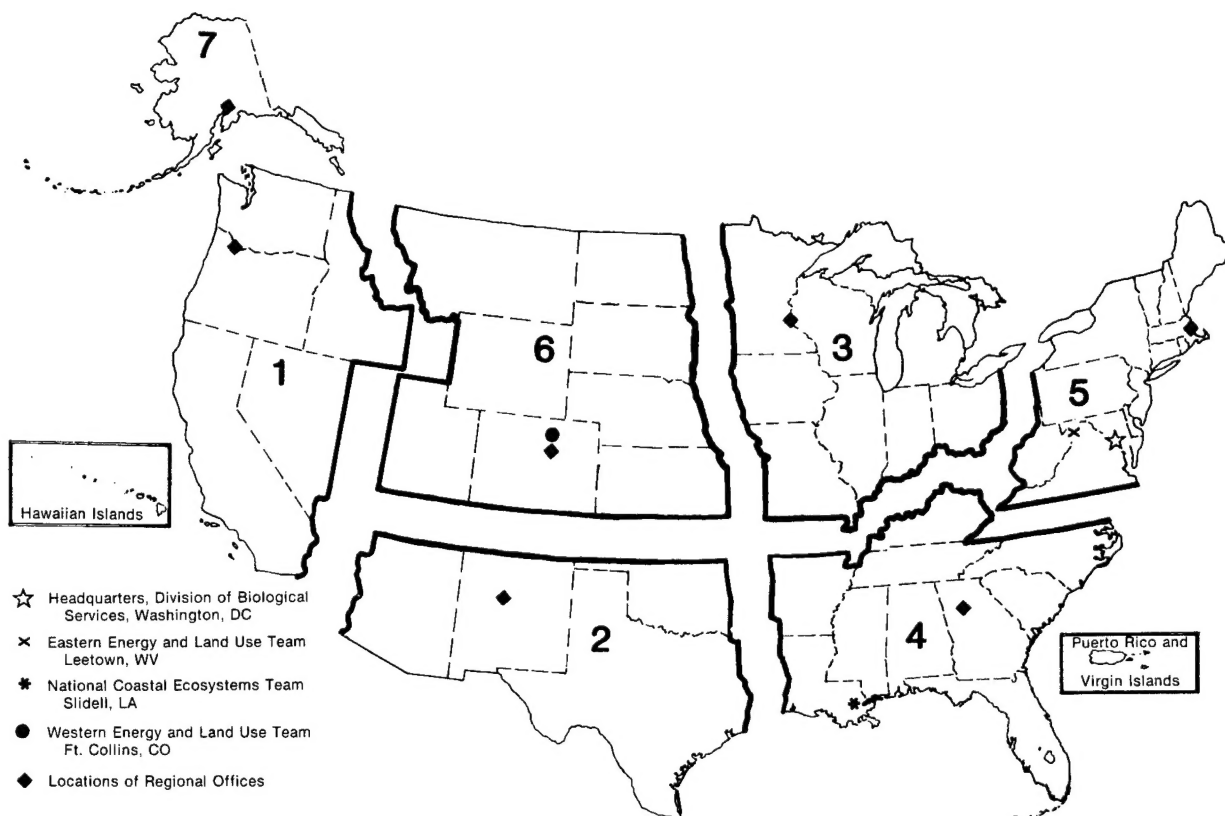 7
6
3
1
5
Hawaiian Islands
☆ Headquarters, Division of Biological
Services, Washington, DC
× Eastern Energy and Land Use Team
Leetown, WV
* National Coastal Ecosystems Team
Slidell, LA
● Western Energy and Land Use Team
Ft. Collins, CO
◆ Locations of Regional Offices
2
4
Puerto Rico and
Virgin Islands